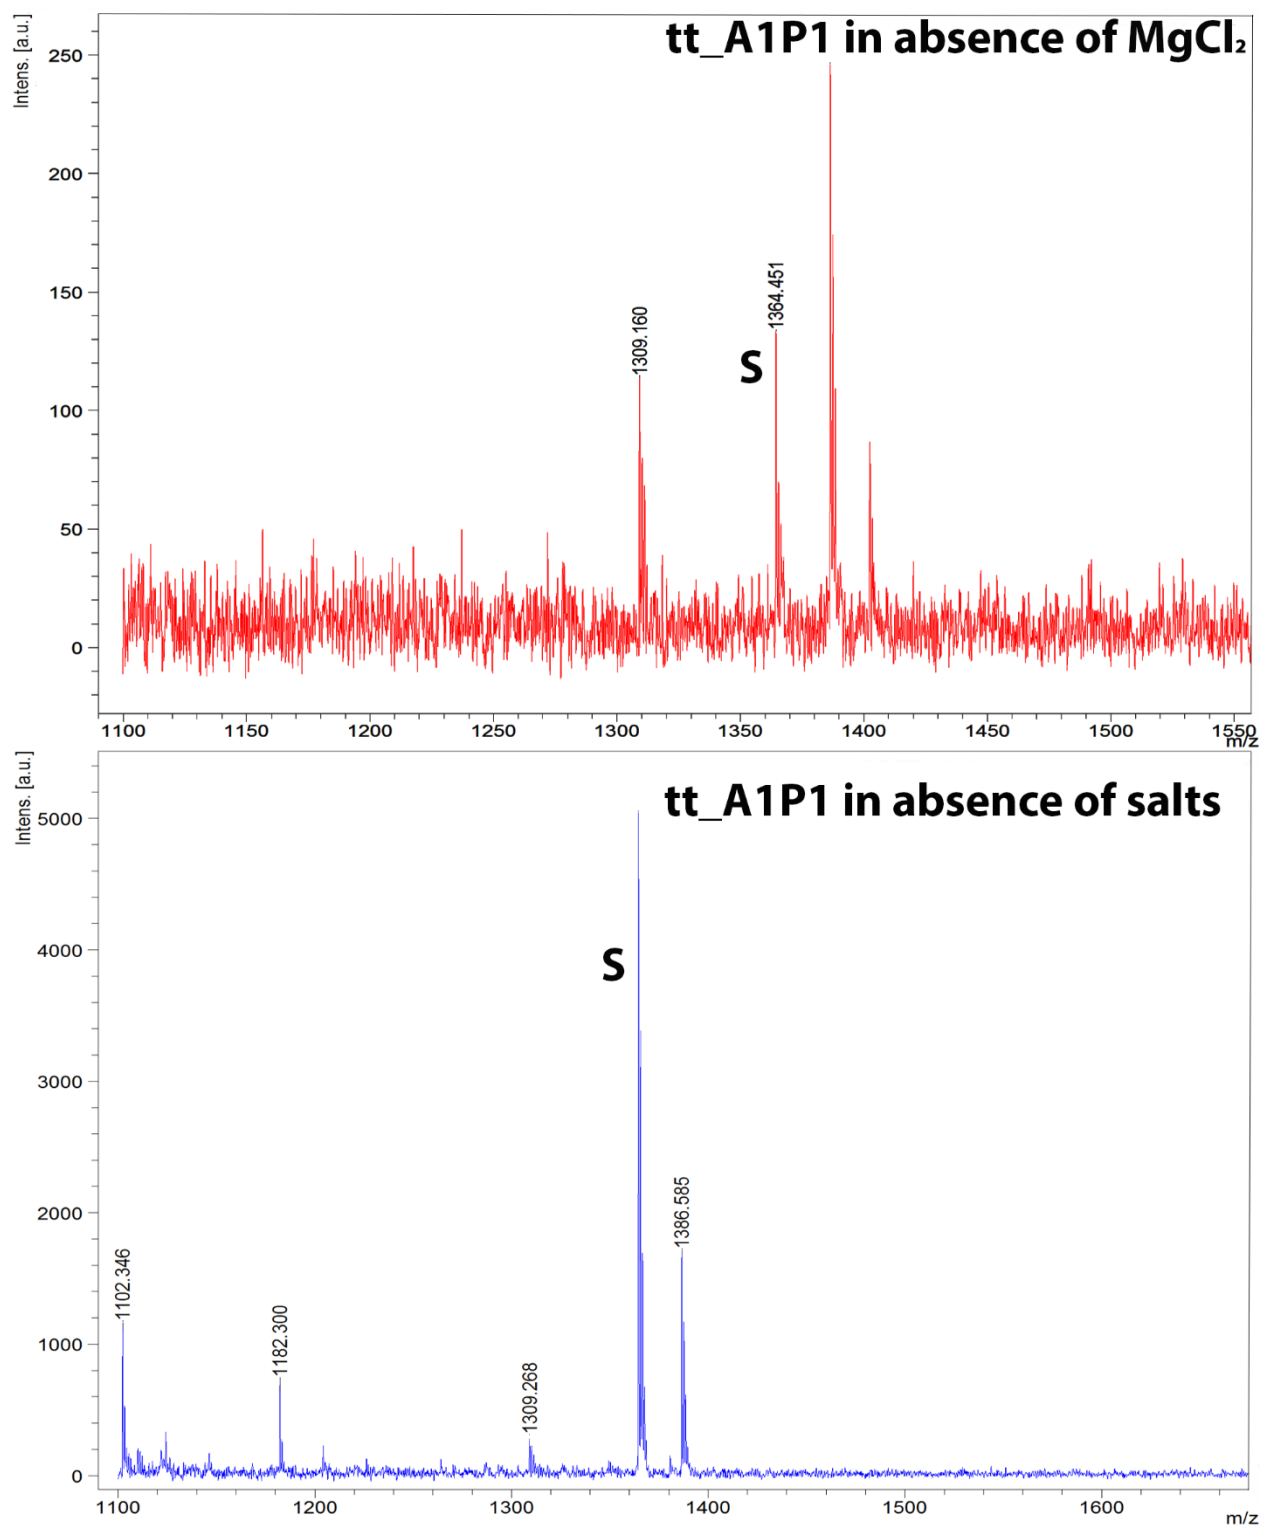 tt_A1P1 in absence of MgCl₂
Intens. [a.u.]
250
200
150
100
50
0
1309.160
1364.451
S
1100 1150 1200 1250 1300 1350 1400 1450 1500 1550
m/z
tt_A1P1 in absence of salts
Intens. [a.u.]
5000
4000
3000
2000
1000
0
S
1102.346
1182.300
1309.268
1386.585
1100 1200 1300 1400 1500 1600
m/z